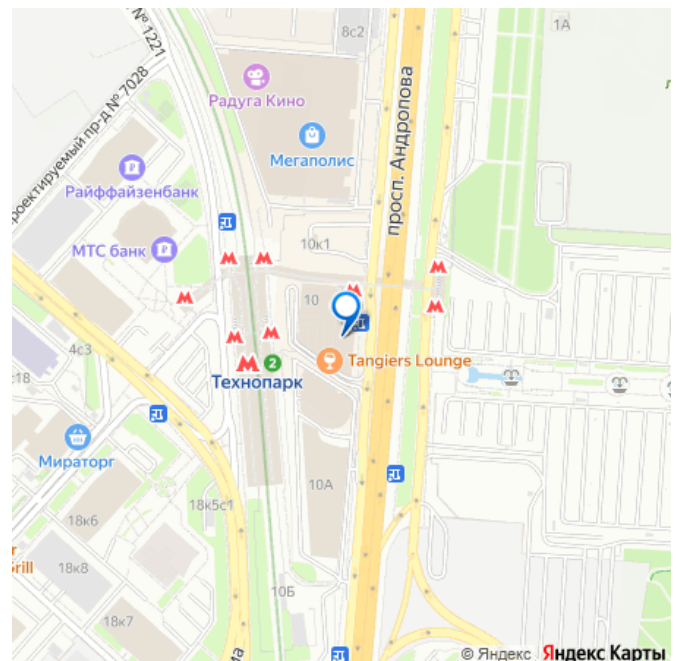 № 1221
8с2
1А
Радуга Кино
просп. Андропова
проектируемый пр-д № 7028
Мегаполис
Райффайзенбанк
10к1
МТС банк
10
4с3
2
Tangiers Lounge
Технопарк
с18
Мираторг
10А
18к5с1
18к6
Grill
18к8
10Б
18к7
© Яндекс Яндекс Карты